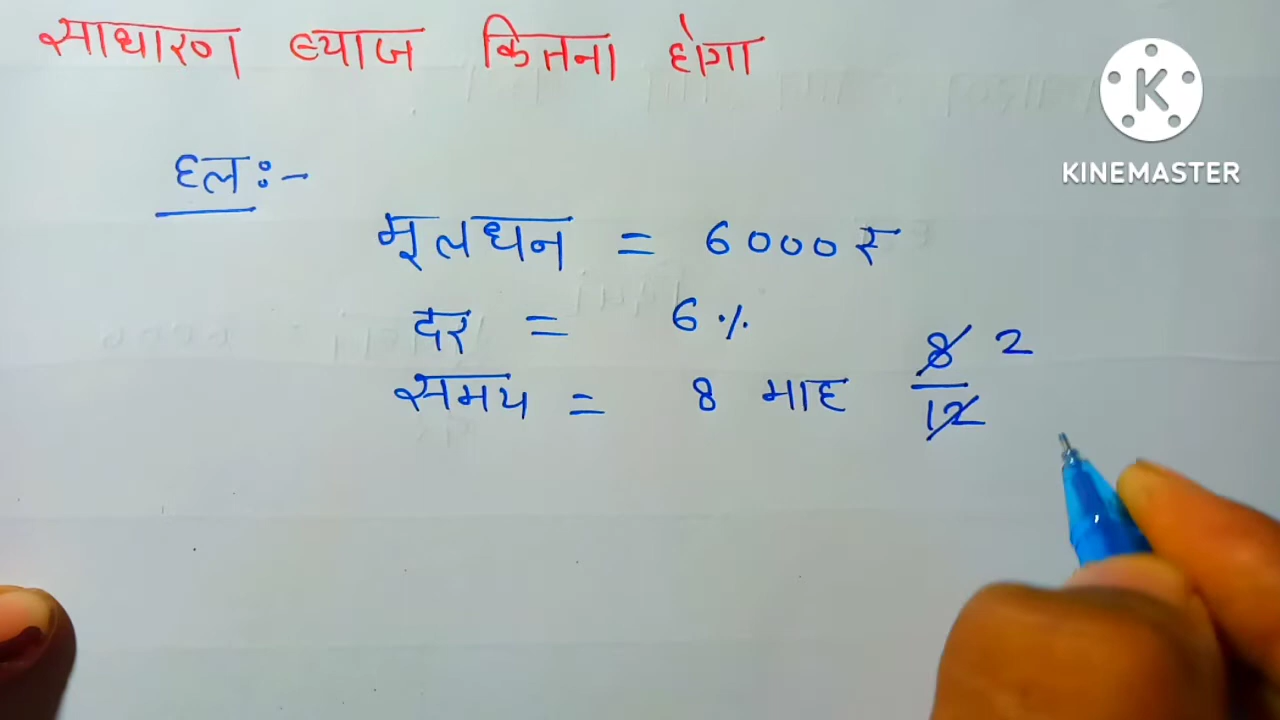 साधारण ब्याज कितना होगा
K
KINEMASTER
हल:-
मूलधन = 6000 रु
दर = 6%
समय = 8 माह 8/12 2